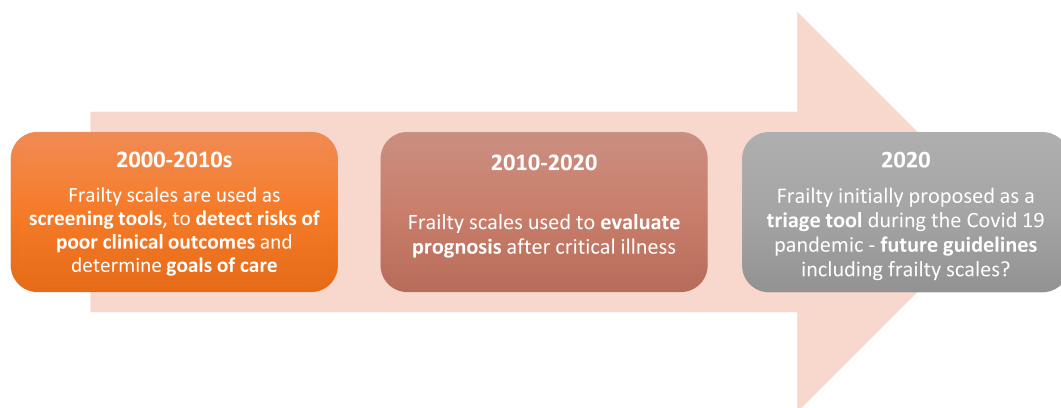 2000-2010s
Frailty scales are used as
screening tools, to detect risks of
poor clinical outcomes and
determine goals of care
2010-2020
Frailty scales used to evaluate
prognosis after critical illness
2020
Frailty initially proposed as a
triage tool during the Covid 19
pandemic - future guidelines
including frailty scales?